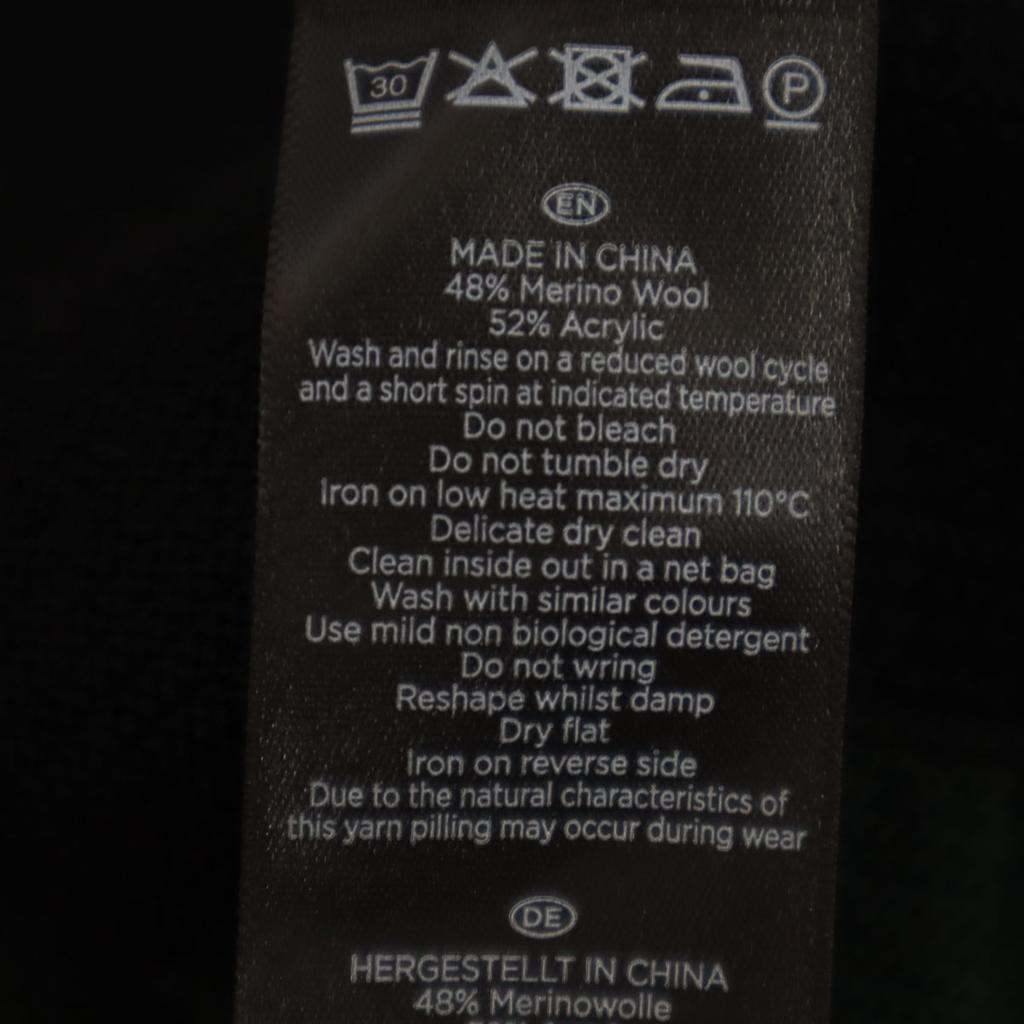 30 P
EN
MADE IN CHINA
48% Merino Wool
52% Acrylic
Wash and rinse on a reduced wool cycle
and a short spin at indicated temperature
Do not bleach
Do not tumble dry
Iron on low heat maximum 110°C
Delicate dry clean
Clean inside out in a net bag
Wash with similar colours
Use mild non biological detergent
Do not wring
Reshape whilst damp
Dry flat
Iron on reverse side
Due to the natural characteristics of
this yarn pilling may occur during wear
DE
HERGESTELLT IN CHINA
48% Merinowolle